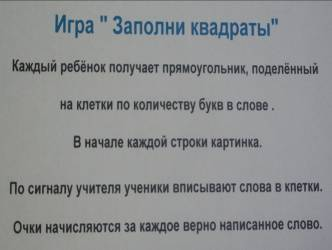 Игра " Заполни квадраты"
Каждый ребёнок получает прямоугольник, поделённый
на клетки по количеству букв в слове .
В начале каждой строки картинка.
По сигналу учителя ученики вписывают слова в клетки.
Очки начисляются за каждое верно написанное слово.